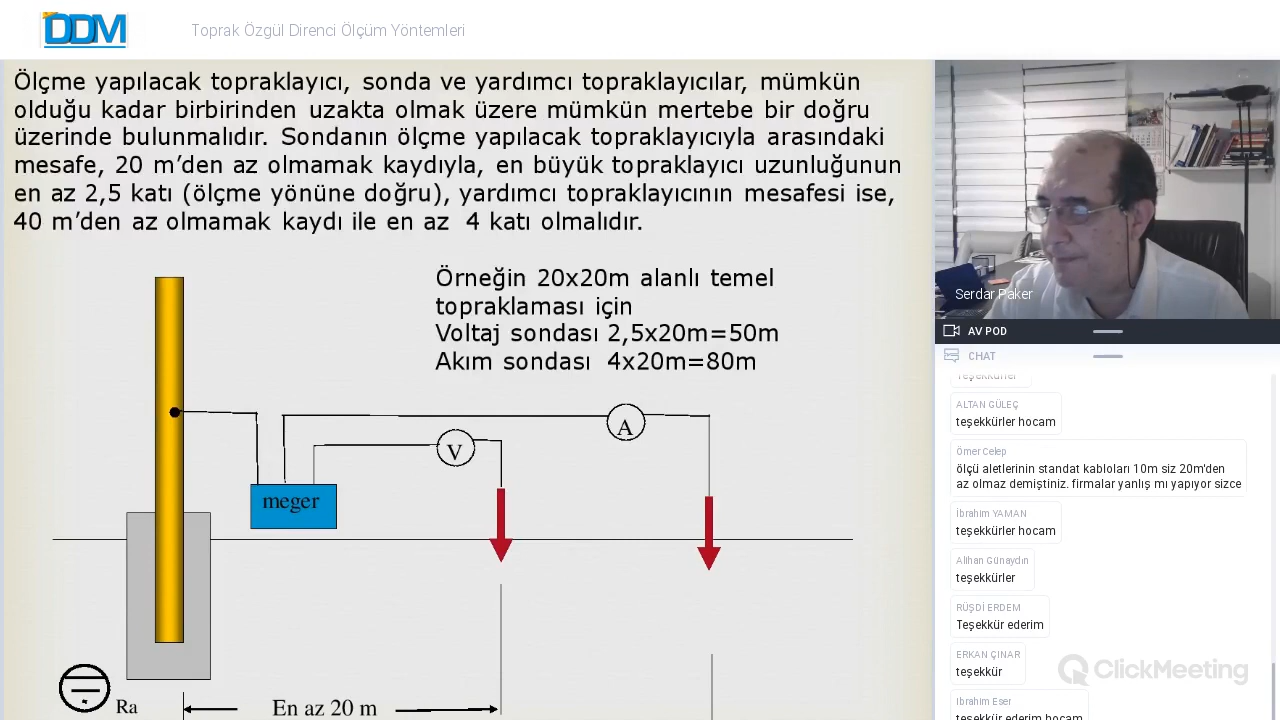 DDM
Toprak Özgül Direnci Ölçüm Yöntemleri
Ölçme yapılacak topraklayıcı, sonda ve yardımcı topraklayıcılar, mümkün
olduğu kadar birbirinden uzakta olmak üzere mümkün mertebe bir doğru
üzerinde bulunmalıdır. Sondanın ölçme yapılacak topraklayıcıyla arasındaki
mesafe, 20 m’den az olmamak kaydıyla, en büyük topraklayıcı uzunluğunun
en az 2,5 katı (ölçme yönüne doğru), yardımcı topraklayıcının mesafesi ise,
40 m’den az olmamak kaydı ile en az 4 katı olmalıdır.
Örneğin 20x20m alanlı temel
topraklaması için
Voltaj sondası 2,5x20m=50m
Akım sondası 4x20m=80m
A
V
meger
Ra
En az 20 m
Serdar Paker
AV POD
CHAT
Teşekkürler
ALTAN GÜLEÇ
teşekkürler hocam
Ömer Celep
ölçü aletlerinin standat kabloları 10m siz 20m'den
az olmaz demiştiniz. firmalar yanlış mı yapıyor sizce
İbrahim YAMAN
teşekkürler hocam
Alihan Günaydın
teşekkürler
RÜŞDİ ERDEM
Teşekkür ederim
ERKAN ÇINAR
teşekkür
ClickMeeting
Ibrahim Eser
teşekkür ederim hocam